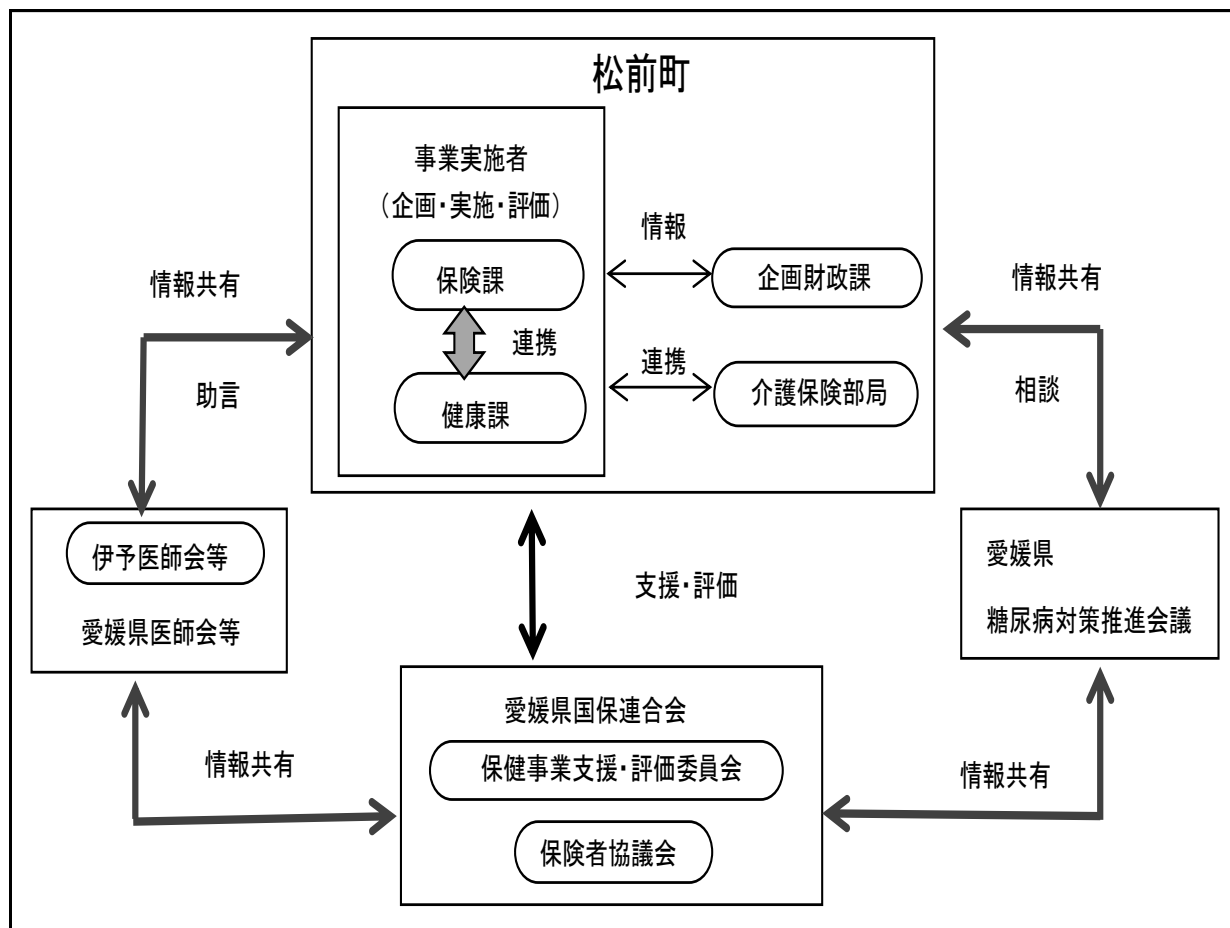 松前町
事業実施者
（企画・実施・評価）
保険課
連携
健康課
情報
企画財政課
連携
介護保険部局
情報共有
助言
情報共有
相談
伊予医師会等
愛媛県医師会等
支援・評価
愛媛県
糖尿病対策推進会議
愛媛県国保連合会
保健事業支援・評価委員会
保険者協議会
情報共有
情報共有